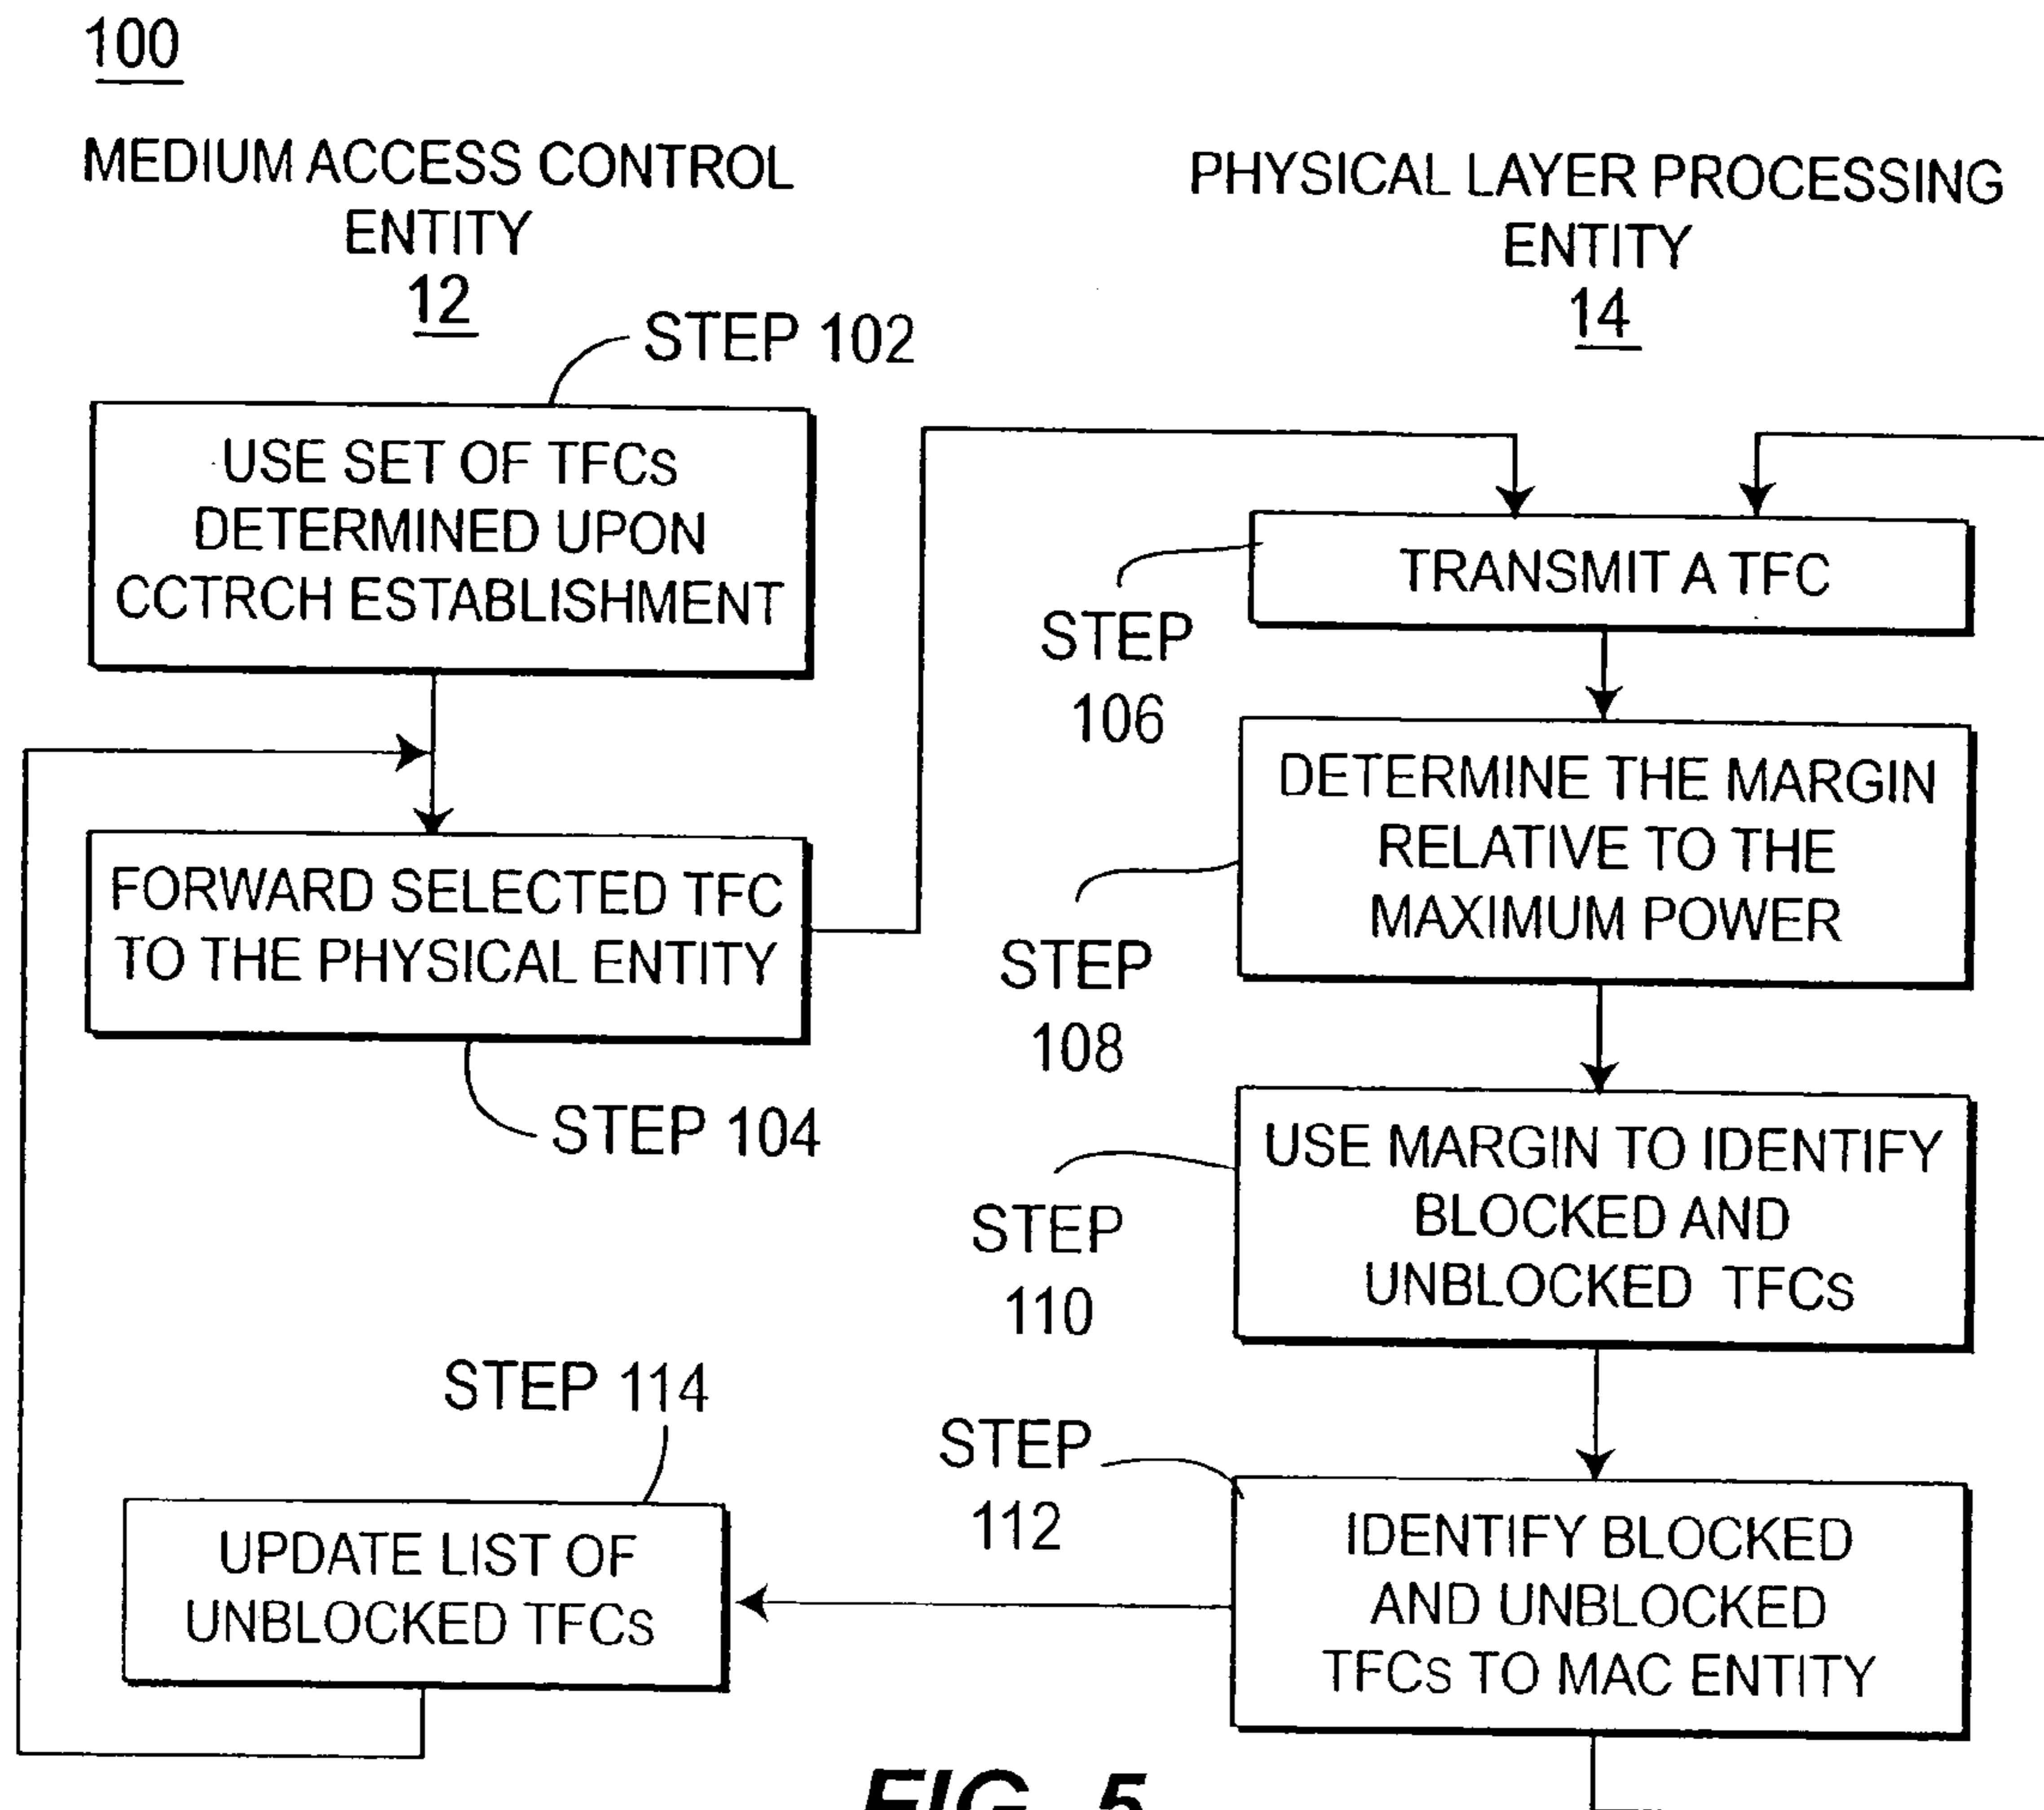 100
MEDIUM ACCESS CONTROL
ENTITY
12
STEP 102
USE SET OF TFCs
DETERMINED UPON
CCTRCH ESTABLISHMENT
FORWARD SELECTED TFC
TO THE PHYSICAL ENTITY
STEP 104
STEP 114
UPDATE LIST OF
UNBLOCKED TFCs
PHYSICAL LAYER PROCESSING
ENTITY
14
TRANSMIT A TFC
STEP
106
DETERMINE THE MARGIN
RELATIVE TO THE
MAXIMUM POWER
STEP
108
USE MARGIN TO IDENTIFY
BLOCKED AND
UNBLOCKED TFCs
STEP
110
STEP
112
IDENTIFY BLOCKED
AND UNBLOCKED
TFCs TO MAC ENTITY
FIG. 5